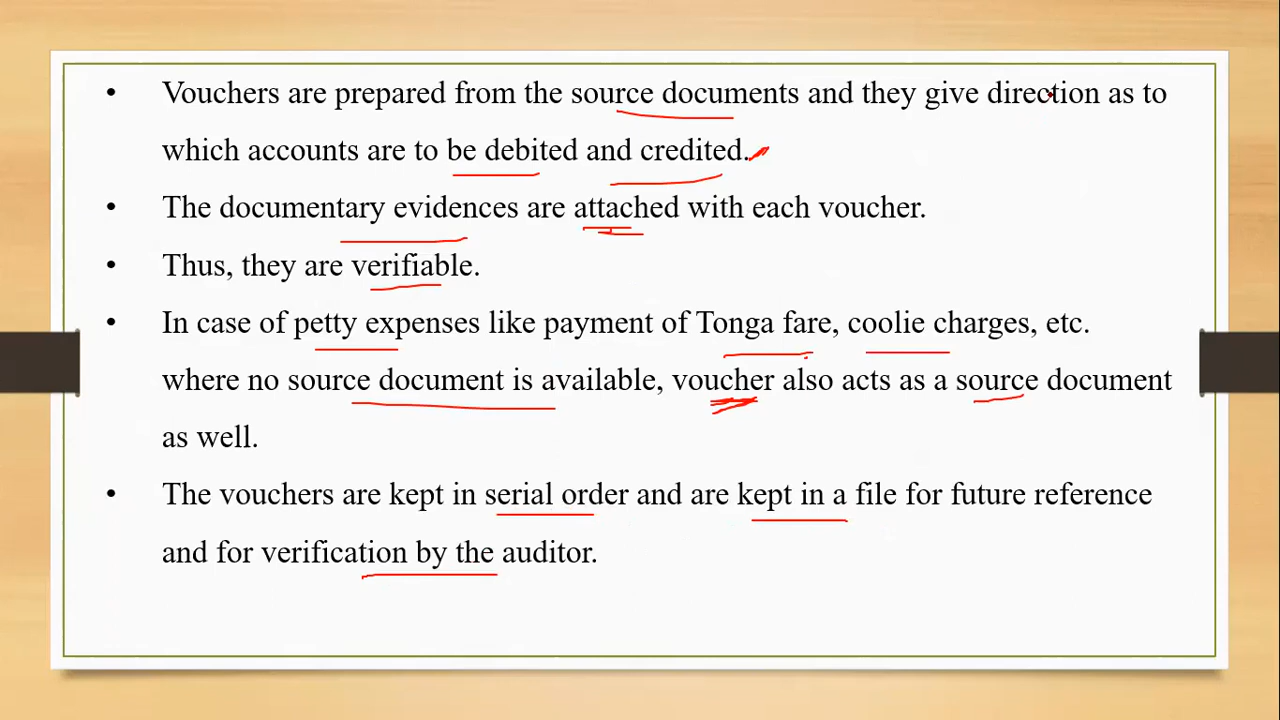 • Vouchers are prepared from the source documents and they give direction as to
which accounts are to be debited and credited.
• The documentary evidences are attached with each voucher.
• Thus, they are verifiable.
• In case of petty expenses like payment of Tonga fare, coolie charges, etc.
where no source document is available, voucher also acts as a source document
as well.
• The vouchers are kept in serial order and are kept in a file for future reference
and for verification by the auditor.